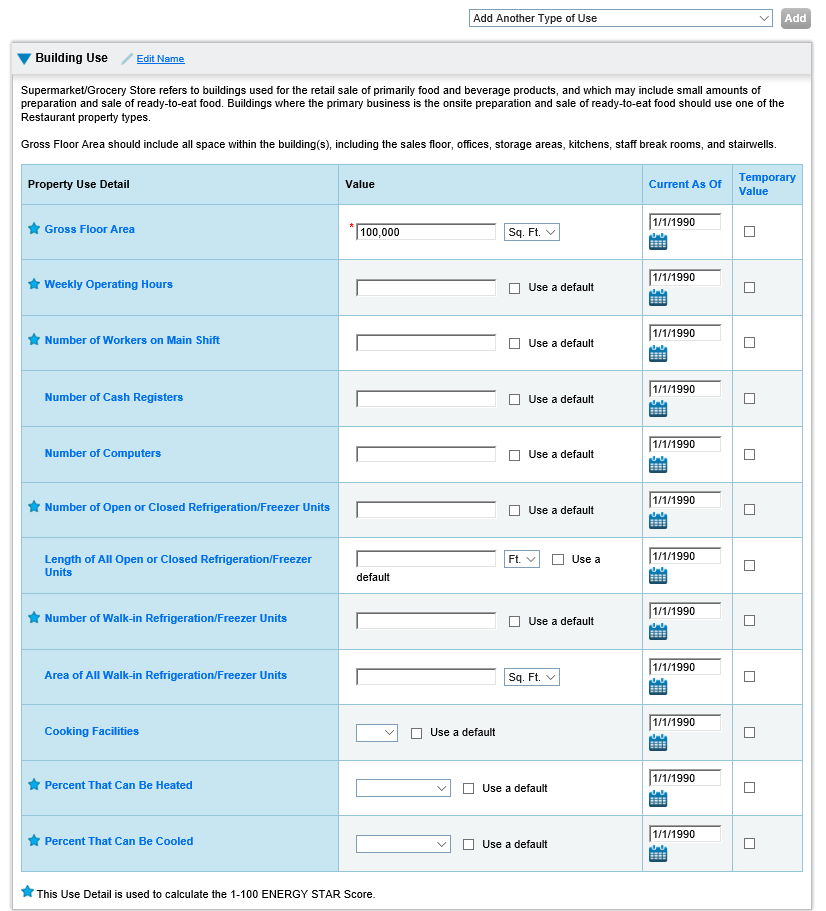 Add Another Type of Use Add
Building Use Edit Name
Supermarket/Grocery Store refers to buildings used for the retail sale of primarily food and beverage products, and which may include small amounts of
preparation and sale of ready-to-eat food. Buildings where the primary business is the onsite preparation and sale of ready-to-eat food should use one of the
Restaurant property types.
Gross Floor Area should include all space within the building(s), including the sales floor, offices, storage areas, kitchens, staff break rooms, and stairwells.
Property Use Detail Value Current As Of Temporary
Value
Gross Floor Area * 100,000 Sq. Ft. 1/1/1990
Weekly Operating Hours Use a default 1/1/1990
Number of Workers on Main Shift Use a default 1/1/1990
Number of Cash Registers Use a default 1/1/1990
Number of Computers Use a default 1/1/1990
Number of Open or Closed Refrigeration/Freezer Units Use a default 1/1/1990
Length of All Open or Closed Refrigeration/Freezer Ft. Use a 1/1/1990
Units default
Number of Walk-in Refrigeration/Freezer Units Use a default 1/1/1990
Area of All Walk-in Refrigeration/Freezer Units Sq. Ft. 1/1/1990
Cooking Facilities Use a default 1/1/1990
Percent That Can Be Heated Use a default 1/1/1990
Percent That Can Be Cooled Use a default 1/1/1990
This Use Detail is used to calculate the 1-100 ENERGY STAR Score.